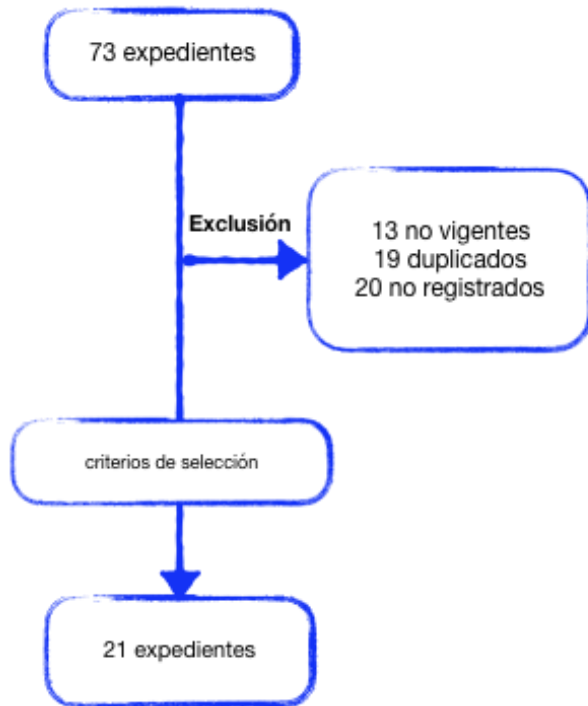 73 expedientes
Exclusión
13 no vigentes
19 duplicados
20 no registrados
criterios de selección
21 expedientes